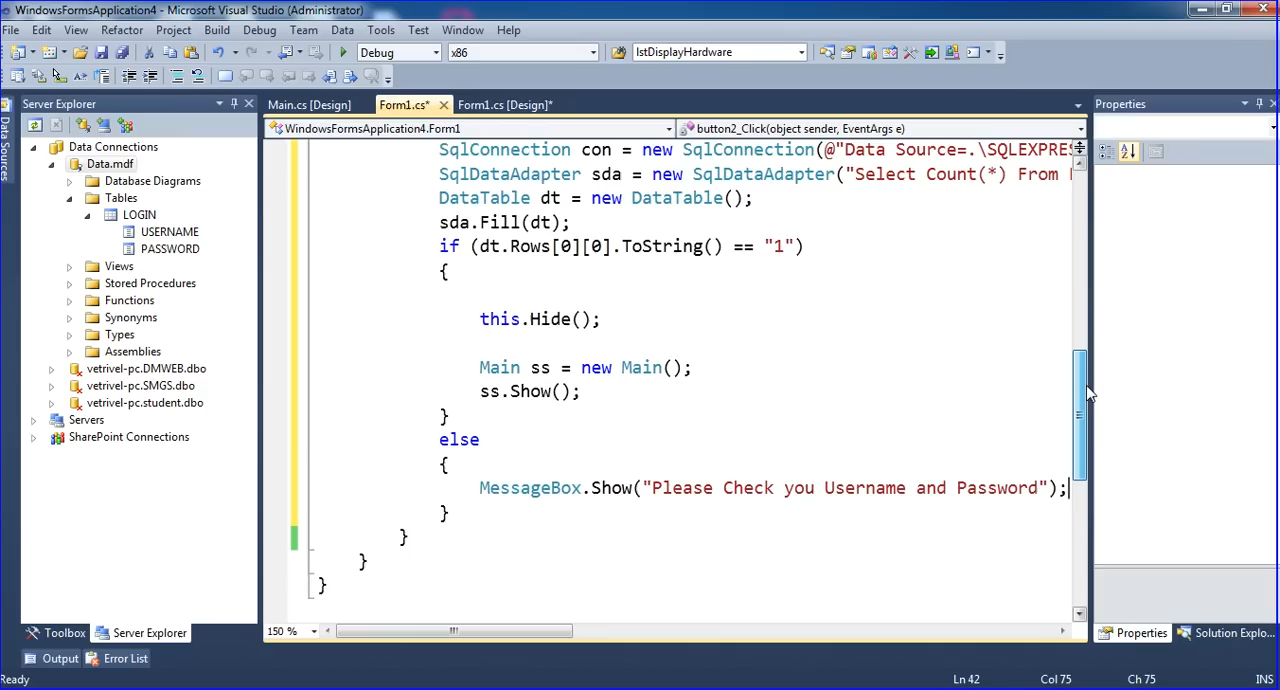 WindowsFormsApplication4 - Microsoft Visual Studio (Administrator)
File Edit View Refactor Project Build Debug Team Data Tools Test Window Help
Debug x86 lstDisplayHardware
Server Explorer
Main.cs [Design] Form1.cs* Form1.cs [Design]*
Properties
Data Sources
WindowsFormsApplication4.Form1
button2_Click(object sender, EventArgs e)
Data Connections
Data.mdf
Database Diagrams
Tables
LOGIN
USERNAME
PASSWORD
Views
Stored Procedures
Functions
Synonyms
Types
Assemblies
vetrivel-pc.DMWEB.dbo
vetrivel-pc.SMGS.dbo
vetrivel-pc.student.dbo
Servers
SharePoint Connections
SqlConnection con = new SqlConnection(@"Data Source=.\SQLEXPRES
SqlDataAdapter sda = new SqlDataAdapter("Select Count(*) From
DataTable dt = new DataTable();
sda.Fill(dt);
if (dt.Rows[0][0].ToString() == "1")
{
this.Hide();
Main ss = new Main();
ss.Show();
}
else
{
MessageBox.Show("Please Check you Username and Password");
}
}
}
}
150 %
Toolbox Server Explorer
Properties Solution Explo...
Output Error List
Ready Ln 42 Col 75 Ch 75 INS